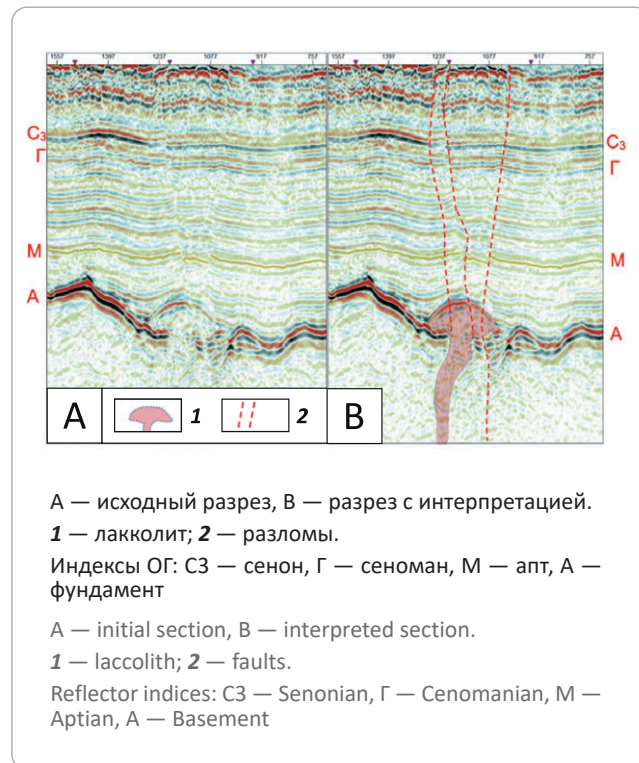 1557 1397 1237 1077 917 757 1557 1397 1237 1077 917 757
С₃ С₃
Г Г
М М
А А
А 1 2 В
А — исходный разрез, В — разрез с интерпретацией.
1 — лакколит; 2 — разломы.
Индексы ОГ: С3 — сенон, Г — сеноман, М — апт, А —
фундамент
A — initial section, B — interpreted section.
1 — laccolith; 2 — faults.
Reflector indices: C3 — Senonian, Г — Cenomanian, M —
Aptian, A — Basement